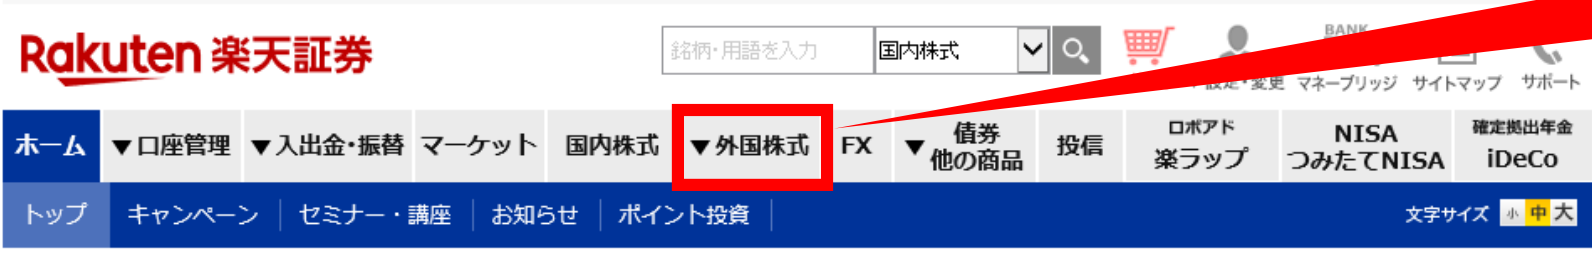 Rakuten 楽天証券
銘柄・用語を入力
国内株式
BANK
設定・変更
マネーブリッジ
サイトマップ
サポート
ホーム
▼口座管理
▼入出金・振替
マーケット
国内株式
▼外国株式
FX
▼債券
他の商品
投信
ロボアド
楽ラップ
NISA
つみたてNISA
確定拠出年金
iDeCo
トップ
キャンペーン
セミナー・講座
お知らせ
ポイント投資
文字サイズ 小 中 大